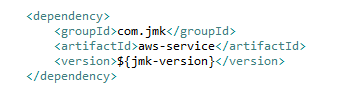 <dependency>
<groupId>com.jmk</groupId>
<artifactId>aws-service</artifactId>
<version>${jmk-version}</version>
</dependency>